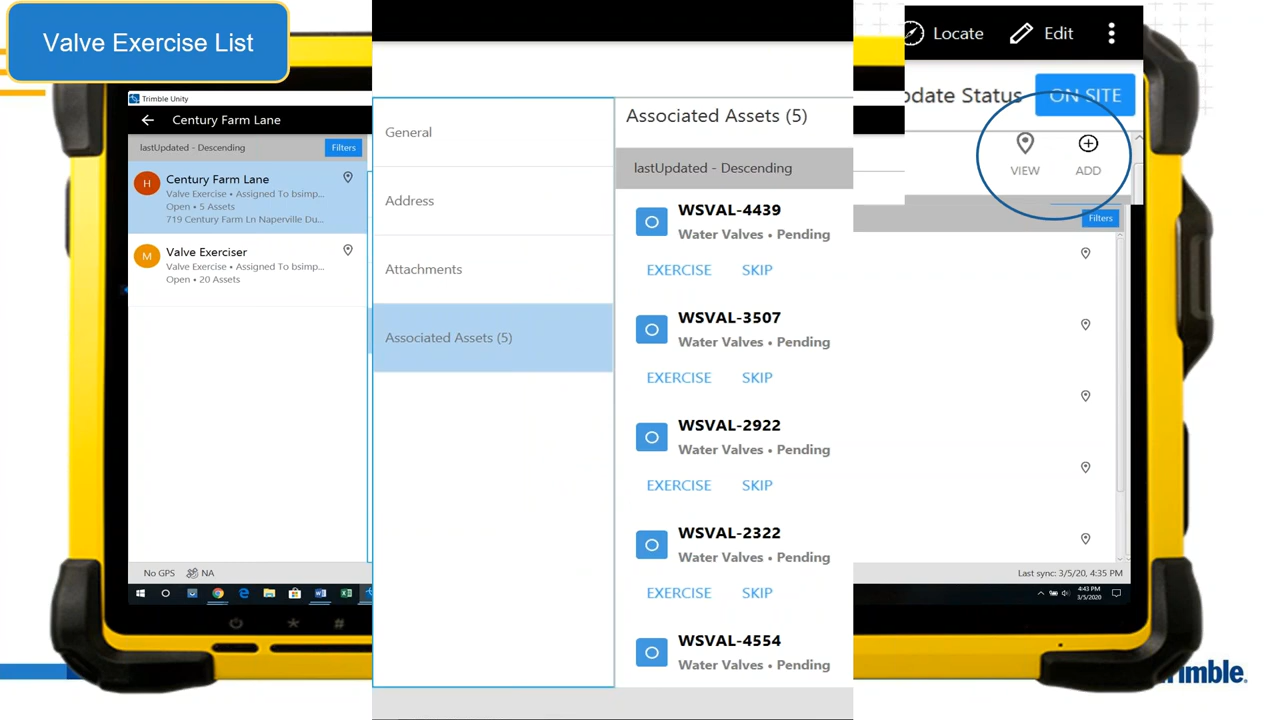 Valve Exercise List
Trimble Unity
Century Farm Lane
lastUpdated - Descending
Filters
H
Century Farm Lane
Valve Exercise • Assigned To bsimp...
Open • 5 Assets
719 Century Farm Ln Naperville Du...
M
Valve Exerciser
Valve Exercise • Assigned To bsimp...
Open • 20 Assets
No GPS
NA
General
Address
Attachments
Associated Assets (5)
Associated Assets (5)
lastUpdated - Descending
WSVAL-4439
Water Valves • Pending
EXERCISE SKIP
WSVAL-3507
Water Valves • Pending
EXERCISE SKIP
WSVAL-2922
Water Valves • Pending
EXERCISE SKIP
WSVAL-2322
Water Valves • Pending
EXERCISE SKIP
WSVAL-4554
Water Valves • Pending
Locate Edit
pdate Status ON SITE
VIEW ADD
Filters
Last sync: 3/5/20, 4:35 PM
4:43 PM
3/5/2020
* #
Trimble.